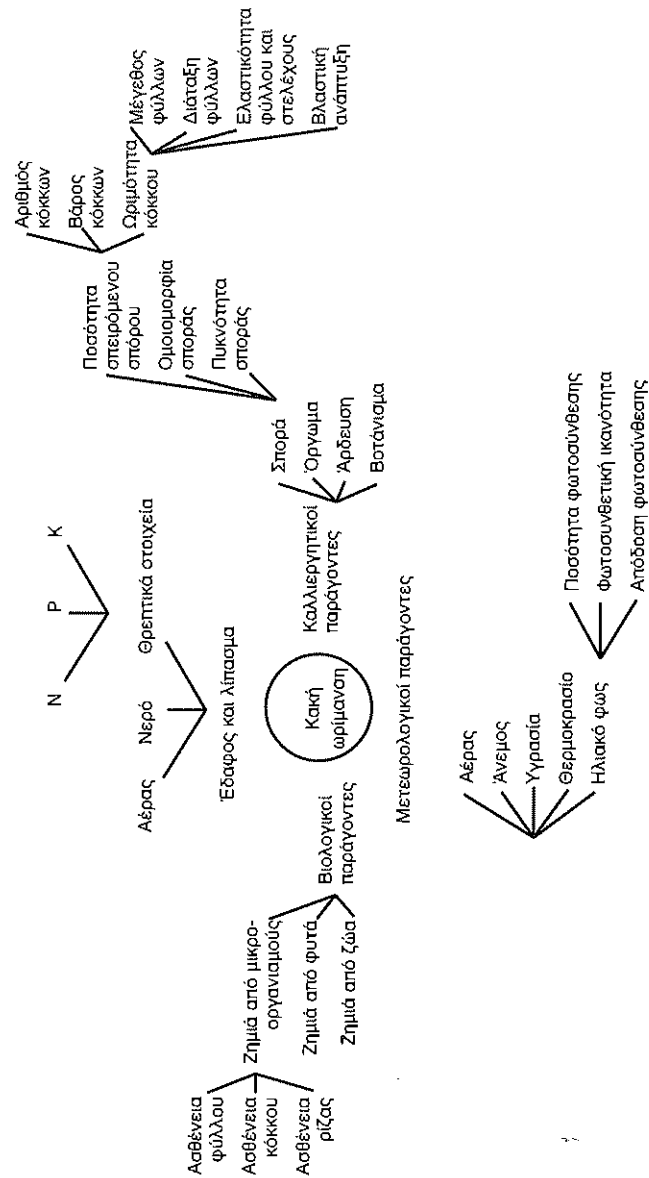 N
P
K
Αέρας
Νερό
Θρεπτικά στοιχεία
Έδαφος και λίπασμα
Κακή
ωρίμανση
Καλλιεργητικοί
παράγοντες
Σπορά
Όργωμα
Άρδευση
Βοτάνισμα
Ποσότητα
σπειρόμενου
σπόρου
Ομοιομορφία
σποράς
Πυκνότητα
σποράς
Αριθμός
κόκκων
Βάρος
κόκκων
Ωριμότητα
κόκκου
Μέγεθος
φύλλων
Διάταξη
φύλλων
Ελαστικότητα
φύλλου και
στελέχους
Βλαστική
ανάπτυξη
Βιολογικοί
παράγοντες
Ζημιά από μικρο-
οργανιαμούς
Ζημιά από φυτά
Ζημιά από ζώα
Ασθένεια
φύλλου
Ασθένεια
κόκκου
Ασθένεια
ρίζας
Μετεωρολογικοί παράγοντες
Αέρας
Άνεμος
Υγρασία
Θερμοκρασίο
Ηλιακό φως
Ποσότητα φωτοσύνθεσης
Φωτοσυνθετική ικανότητα
Απόδοση φωτοσύνθεσης